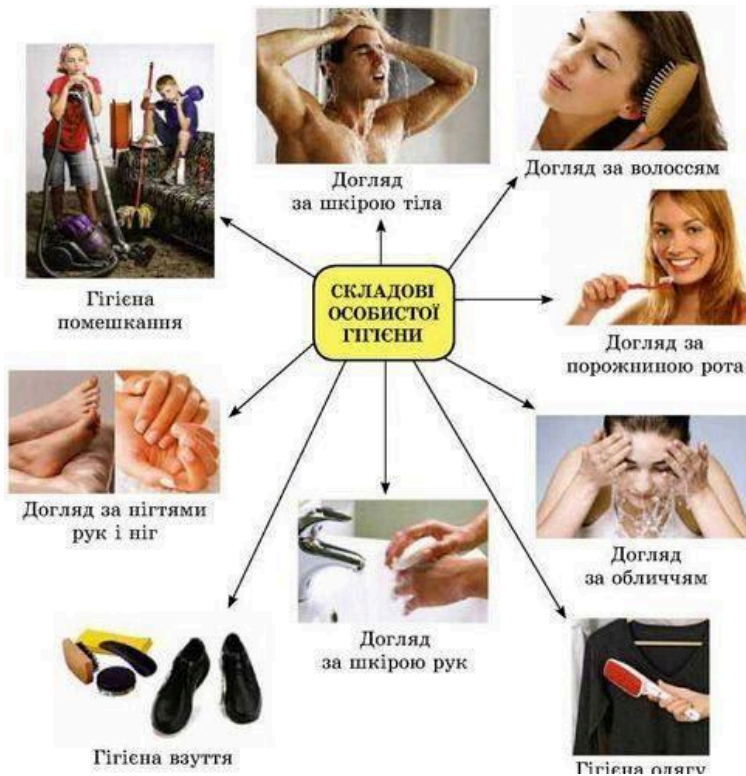 Догляд
за шкірою тіла
Догляд за волоссям
Гігієна
помешкання
СКЛАДОВІ
ОСОБИСТОЇ
ГІГІЄНИ
Догляд за
порожниною рота
Догляд за нігтями
рук і ніг
Догляд
за обличчям
Догляд
за шкірою рук
Гігієна взуття
Гігієна одягу